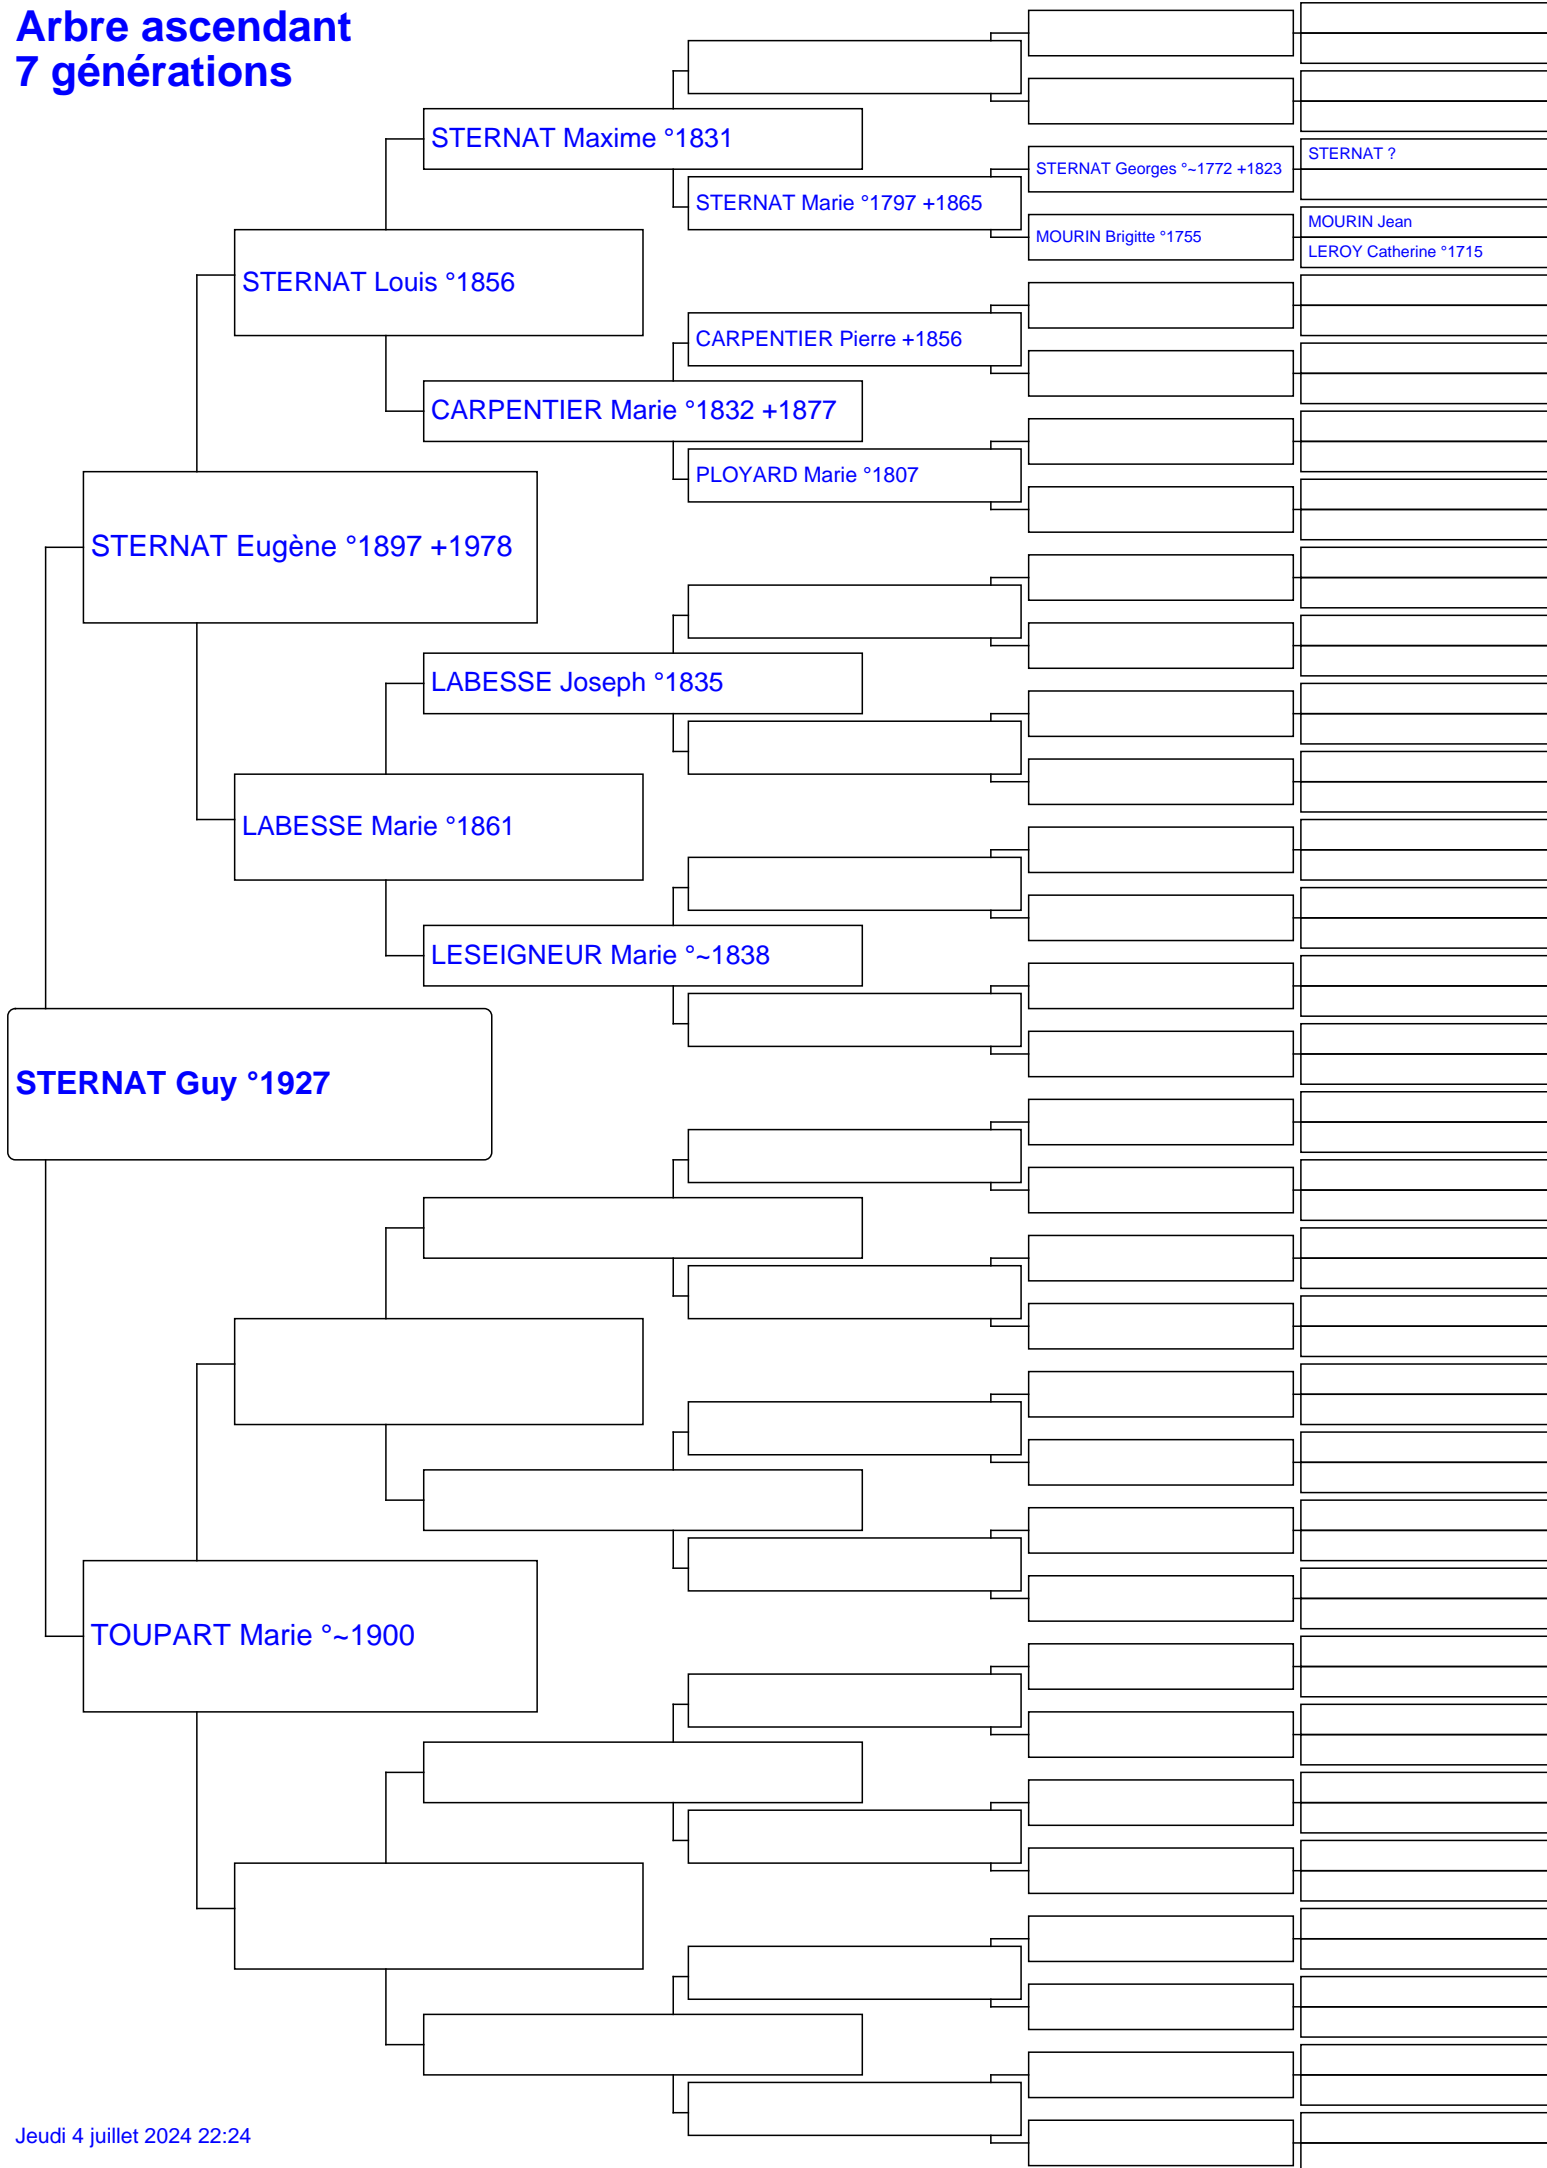 Arbre ascendant
7 générations
STERNAT Maxime °1831
STERNAT Georges °~1772 +1823
STERNAT ?
STERNAT Marie °1797 +1865
MOURIN Brigitte °1755
MOURIN Jean
LEROY Catherine °1715
STERNAT Louis °1856
CARPENTIER Pierre +1856
CARPENTIER Marie °1832 +1877
PLOYARD Marie °1807
STERNAT Eugène °1897 +1978
LABESSE Joseph °1835
LABESSE Marie °1861
LESEIGNEUR Marie °~1838
STERNAT Guy °1927
TOUPART Marie °~1900
Jeudi 4 juillet 2024 22:24